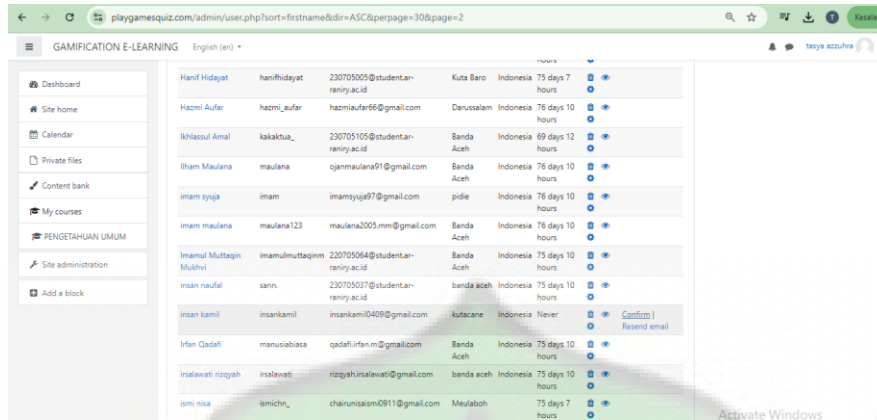 playgamesquiz.com/admin/user.php?sort=firstname&dir=ASC&perpage=30&page=2
Kesala
GAMIFICATION E-LEARNING English (en)
tasya azzuhra
Dashboard
Site home
Calendar
Private files
Content bank
My courses
PENGETAHUAN UMUM
Site administration
Add a block
hours
Hanif Hidayat hanifhidayat 230705005@student.ar- Kuta Baro Indonesia 75 days 7
raniry.ac.id hours
Hazmi Aufar hazmi_aufar hazmiaufar66@gmail.com Darussalam Indonesia 76 days 10
hours
Ikhlassul Amal kakaktua_ 230705105@student.ar- Banda Indonesia 69 days 12
raniry.ac.id Aceh hours
Ilham Maulana maulana ojanmaulana91@gmail.com Banda Indonesia 76 days 10
Aceh hours
imam syuja imam imamsyuja97@gmail.com pidie Indonesia 76 days 10
hours
imam maulana maulana123 maulana2005.mm@gmail.com Banda Indonesia 76 days 10
Aceh hours
Imamul Muttaqin imamulmuttaqinm 220705064@student.ar- Banda Indonesia 75 days 10
Mukhvi raniry.ac.id Aceh hours
insan naufal sann. 230705037@student.ar- banda aceh Indonesia 75 days 10
raniry.ac.id hours
insan kamil insankamil insankamil0409@gmail.com kutacane Indonesia Never Confirm |
Resend email
Irfan Qadafi manusiabiasa qadafi.irfan.m@gmail.com Banda Indonesia 75 days 10
Aceh hours
irsalawati rizqyah irsalawati rizqyah.irsalawati@gmail.com banda aceh Indonesia 75 days 10
hours
ismi nisa ismichn_ chairunisaismi0911@gmail.com Meulaboh 75 days 7
hours
Activate Windows